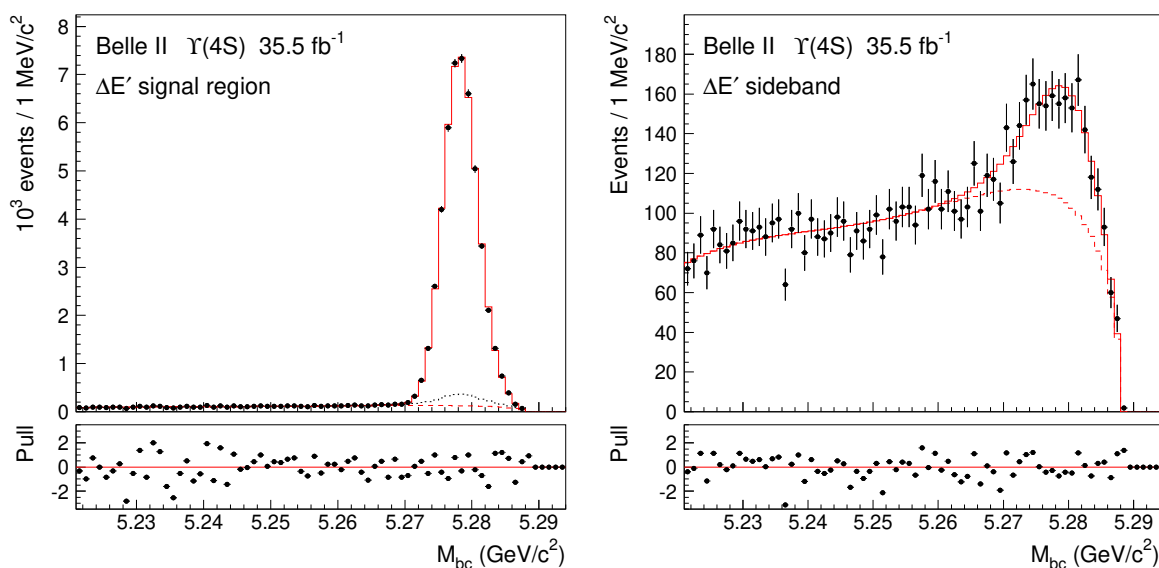 Belle II ϒ(4S) 35.5 fb⁻¹
ΔE′ signal region
10³ events / 1 MeV/c²
8
7
6
5
4
3
2
1
0
Pull
2
0
-2
5.23 5.24 5.25 5.26 5.27 5.28 5.29
M_bc (GeV/c²)
Belle II ϒ(4S) 35.5 fb⁻¹
ΔE′ sideband
Events / 1 MeV/c²
180
160
140
120
100
80
60
40
20
0
Pull
2
0
-2
5.23 5.24 5.25 5.26 5.27 5.28 5.29
M_bc (GeV/c²)